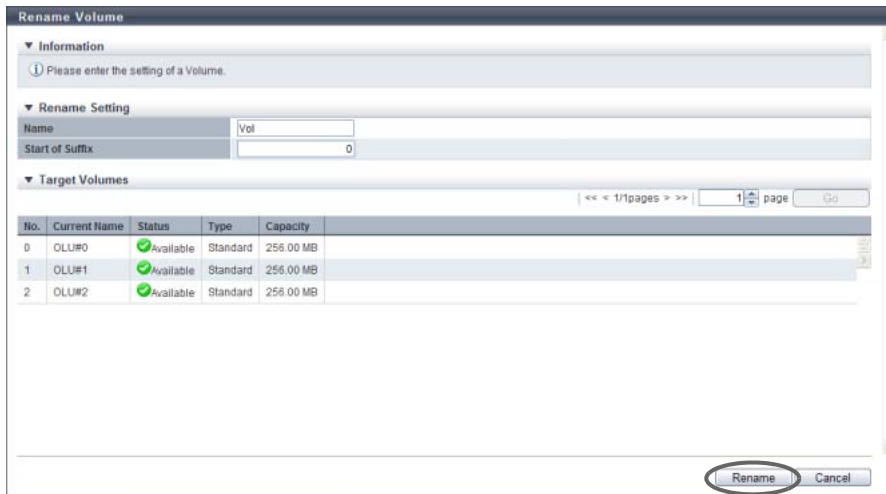 Rename Volume
▼ Information
Please enter the setting of a Volume.
▼ Rename Setting
Name Vol
Start of Suffix 0
▼ Target Volumes
| << < 1/1pages > >> | 1 page Go
No. Current Name Status Type Capacity
0 OLU#0 Available Standard 256.00 MB
1 OLU#1 Available Standard 256.00 MB
2 OLU#2 Available Standard 256.00 MB
Rename Cancel